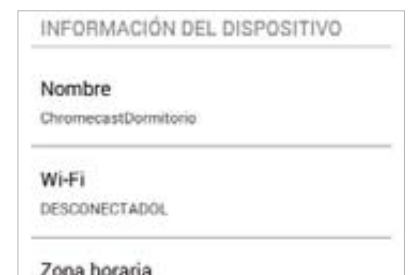 INFORMACIÓN DEL DISPOSITIVO
Nombre
ChromecastDormitorio
Wi-Fi
DESCONECTADOL
Zona horaria